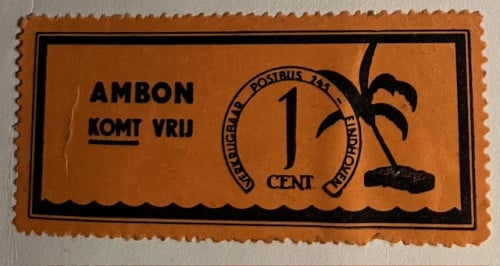 AMBON
KOMT VRIJ
VERKRIJGBAAR POSTBUS 245 - EINDHOVEN
1
CENT